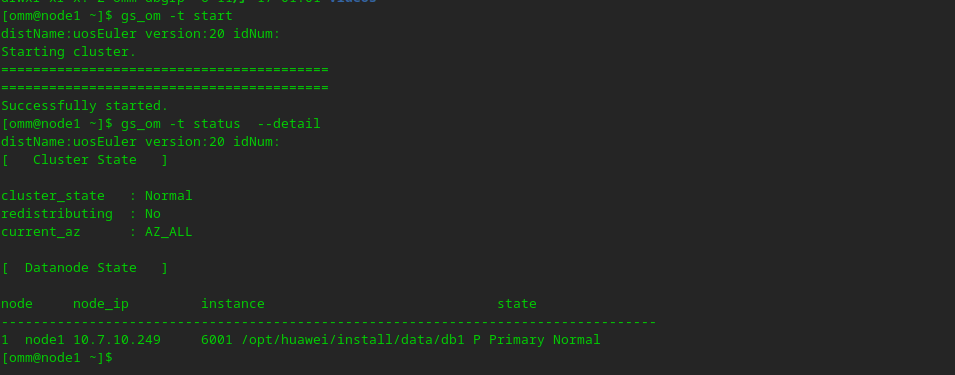 [omm@node1 ~]$ gs_om -t start
distName:uosEuler version:20 idNum:
Starting cluster.
=========================================
=========================================
Successfully started.
[omm@node1 ~]$ gs_om -t status  --detail
distName:uosEuler version:20 idNum:
[   Cluster State   ]
cluster_state   : Normal
redistributing  : No
current_az      : AZ_ALL
[  Datanode State   ]
node     node_ip         instance                             state
----------------------------------------------------------------------------------
1  node1 10.7.10.249     6001 /opt/huawei/install/data/db1 P Primary Normal
[omm@node1 ~]$